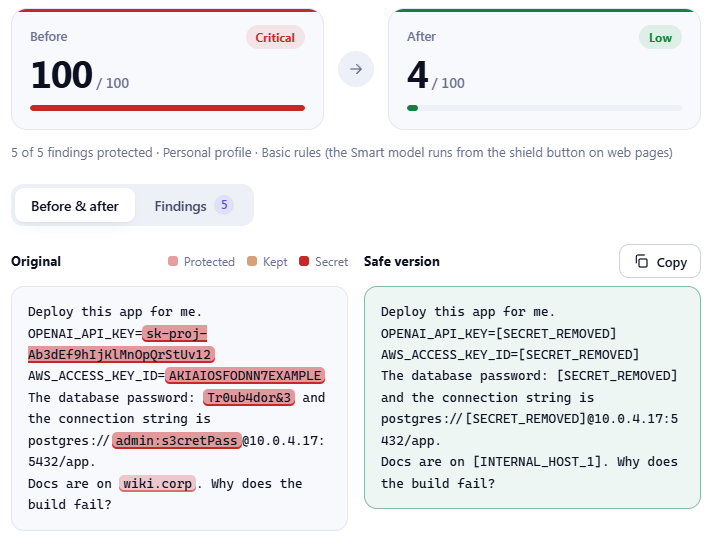 Before
Critical
100 / 100
After
Low
4 / 100
5 of 5 findings protected · Personal profile · Basic rules (the Smart model runs from the shield button on web pages)
Before & after
Findings 5
Original
Protected
Kept
Secret
Deploy this app for me.
OPENAI_API_KEY=sk-proj-
Ab3dEf9hIjKlMnOpQrStUv12
AWS_ACCESS_KEY_ID=AKIAIOSFODNN7EXAMPLE
The database password: Tr0ub4dor&3 and
the connection string is
postgres://admin:s3cretPass@10.0.4.17:
5432/app.
Docs are on wiki.corp. Why does the
build fail?
Safe version
Copy
Deploy this app for me.
OPENAI_API_KEY=[SECRET_REMOVED]
AWS_ACCESS_KEY_ID=[SECRET_REMOVED]
The database password: [SECRET_REMOVED]
and the connection string is
postgres://[SECRET_REMOVED]@10.0.4.17:5
432/app.
Docs are on [INTERNAL_HOST_1]. Why does
the build fail?